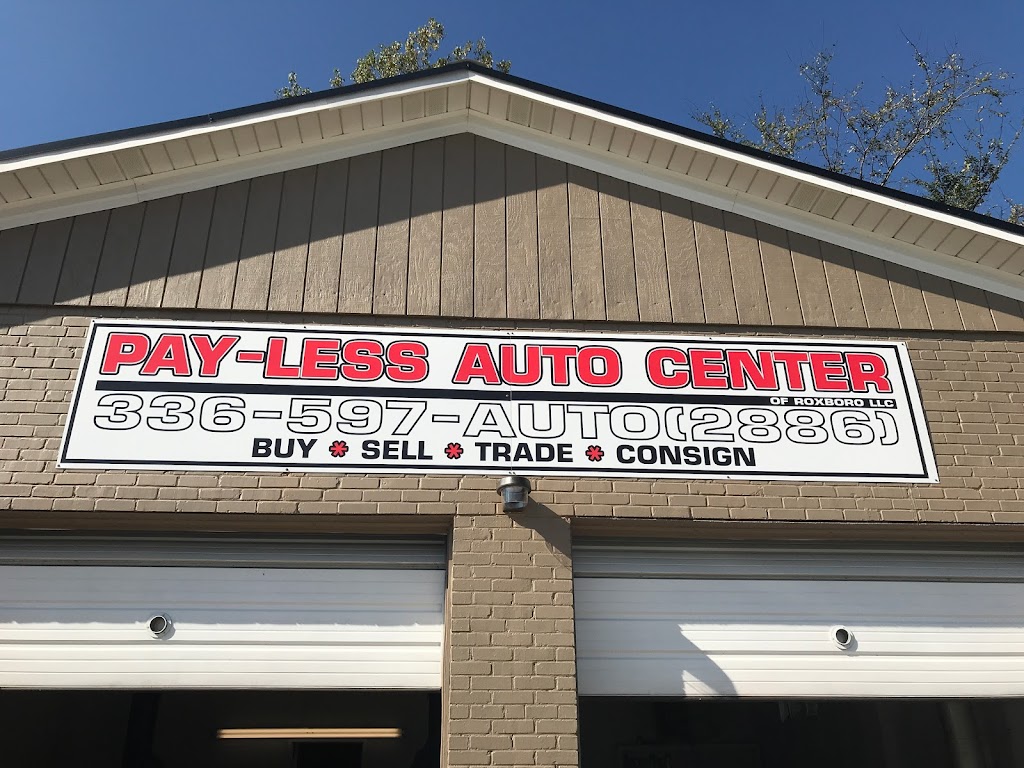 PAY-LESS AUTO CENTER
OF ROXBORO LLC
336-597-AUTO(2886)
BUY * SELL * TRADE * CONSIGN